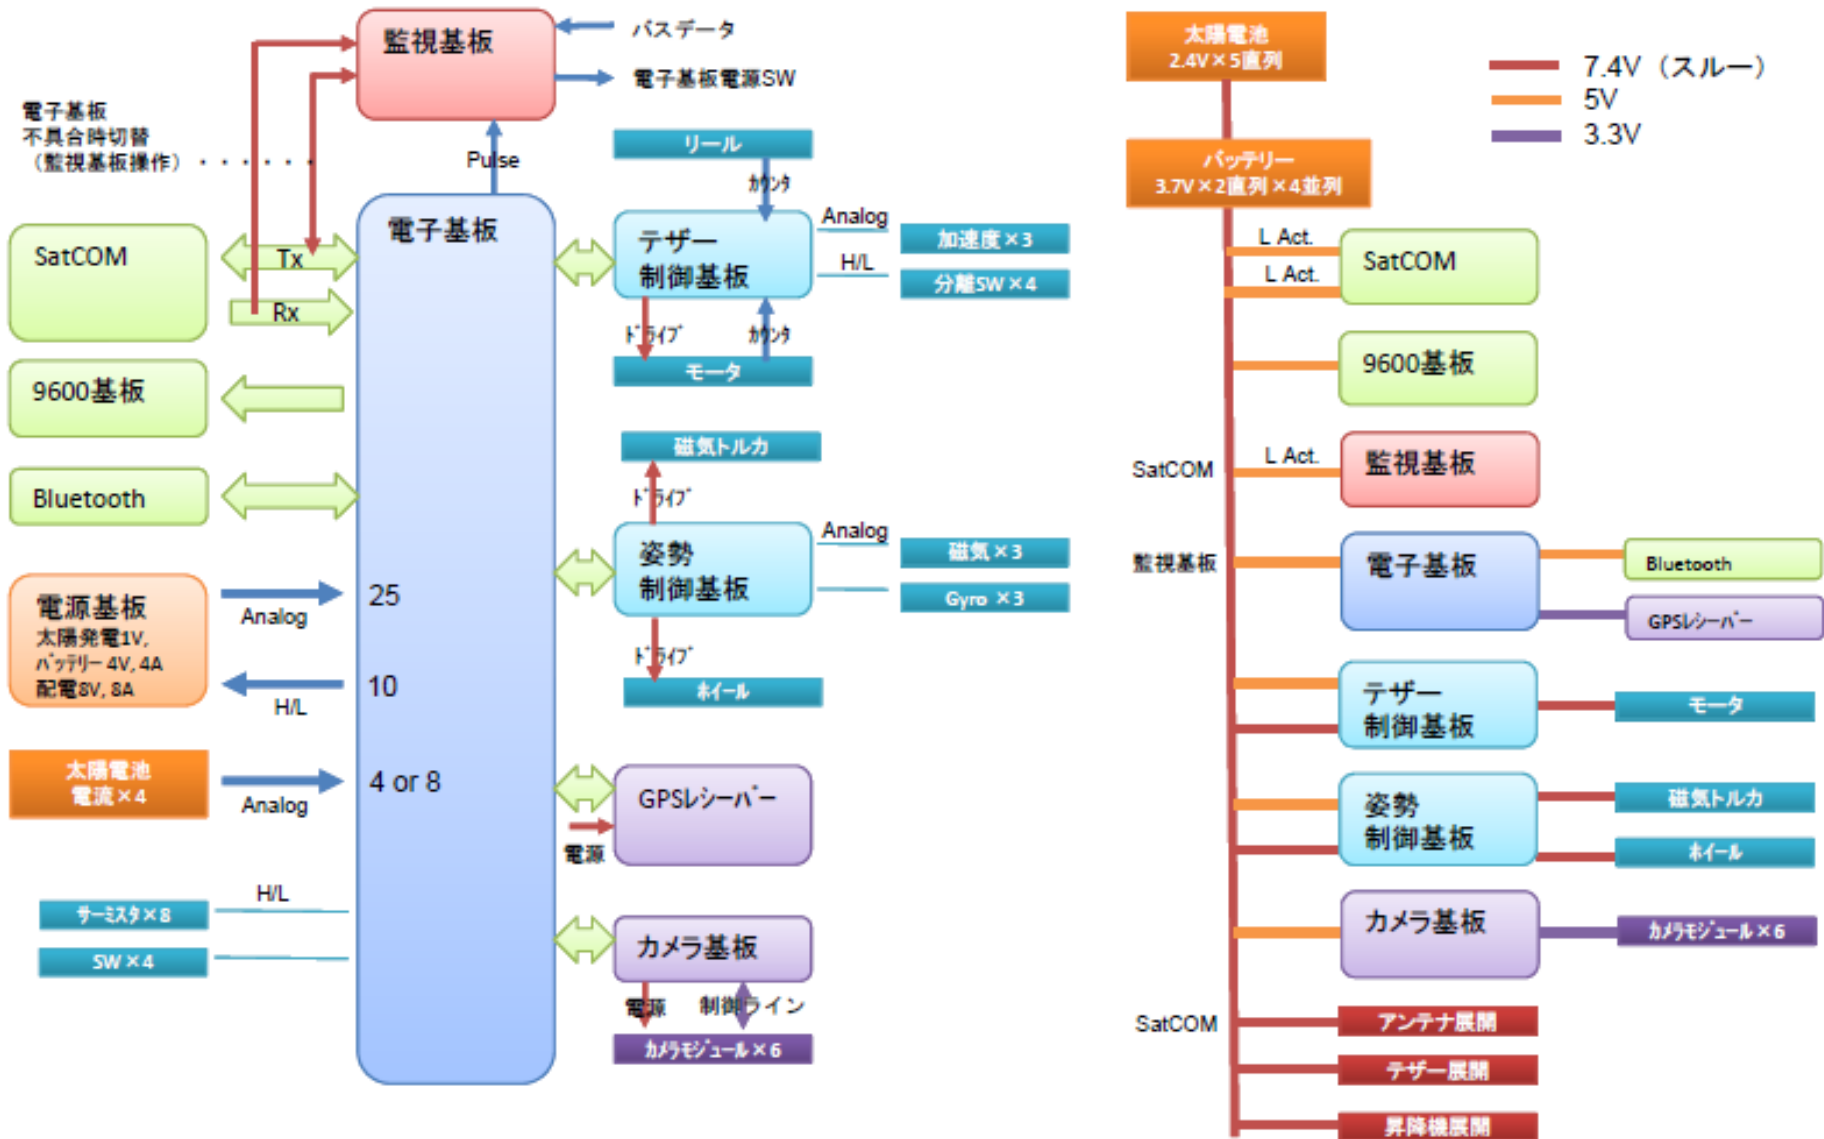 監視基板
バスデータ
電子基板電源SW
電子基板
不具合時切替
（監視基板操作）・・・・・・
Pulse
リール
ｶｳﾝﾀ
電子基板
SatCOM
Tx
Rx
テザー
制御基板
Analog
加速度×3
H/L
分離SW×4
ﾄﾞﾗｲﾌﾞ
ｶｳﾝﾀ
モータ
9600基板
Bluetooth
磁気トルカ
ﾄﾞﾗｲﾌﾞ
姿勢
制御基板
Analog
磁気×3
Gyro ×3
ﾄﾞﾗｲﾌﾞ
ﾎｲｰﾙ
電源基板
太陽発電1V,
ﾊﾞｯﾃﾘｰ 4V, 4A
配電8V, 8A
Analog
25
H/L
10
太陽電池
電流×4
Analog
4 or 8
GPSﾚｼｰﾊﾞｰ
電源
ｻｰﾐｽﾀ×8
H/L
SW×4
カメラ基板
電源
制御ライン
ｶﾒﾗﾓｼﾞｭｰﾙ×6
太陽電池
2.4V×5直列
バッテリー
3.7V×2直列×4並列
7.4V（スルー）
5V
3.3V
L Act.
L Act.
SatCOM
9600基板
SatCOM
L Act.
監視基板
監視基板
電子基板
Bluetooth
GPSﾚｼｰﾊﾞｰ
テザー
制御基板
モータ
姿勢
制御基板
磁気トルカ
ﾎｲｰﾙ
カメラ基板
ｶﾒﾗﾓｼﾞｭｰﾙ×6
SatCOM
アンテナ展開
テザー展開
昇降機展開